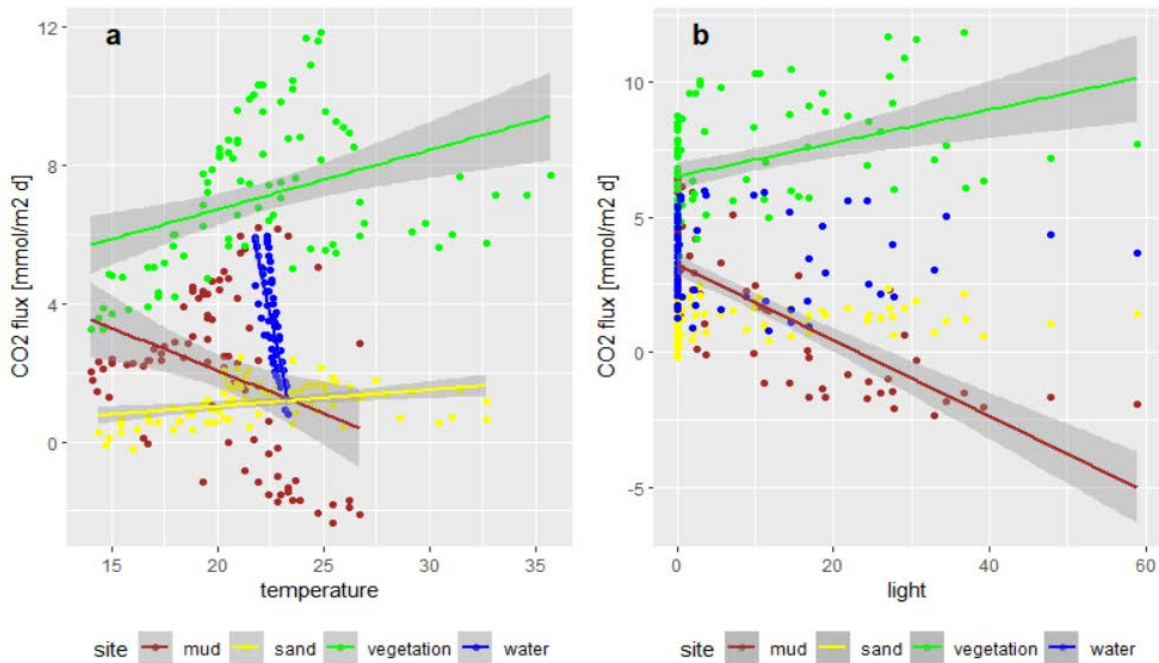 a
b
CO2 flux [mmol/m2 d]
12
8
4
0
15
20
25
30
35
temperature
CO2 flux [mmol/m2 d]
10
5
0
-5
0
20
40
60
light
site mud sand vegetation water
site mud sand vegetation water